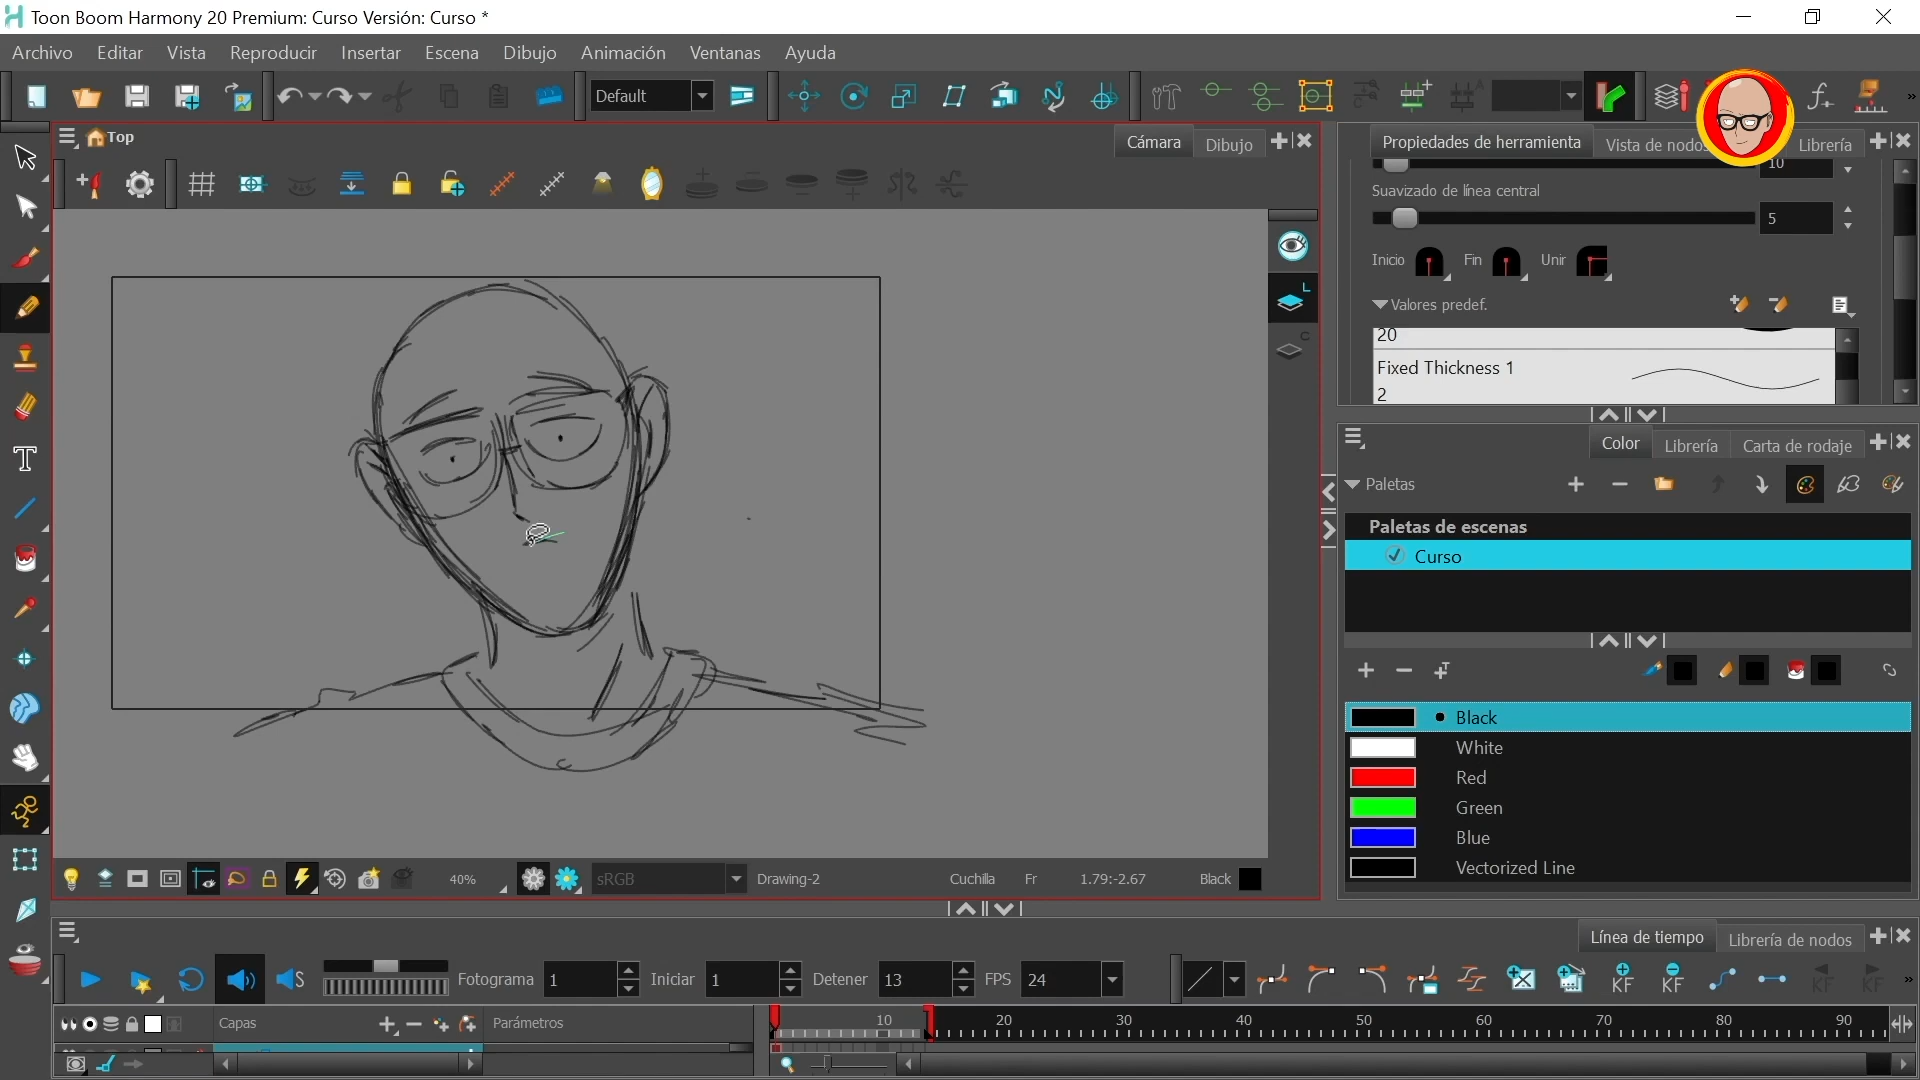 Toon Boom Harmony 20 Premium: Curso Versión: Curso *
Archivo Editar Vista Reproducir Insertar Escena Dibujo Animación Ventanas Ayuda
Default
Top
Cámara Dibujo
Propiedades de herramienta Vista de nodos Librería
10
Suavizado de línea central
5
Inicio Fin Unir
Valores predef.
20
Fixed Thickness 1
2
Color Librería Carta de rodaje
Paletas
Paletas de escenas
Curso
Black
White
Red
Green
Blue
Vectorized Line
40% sRGB Drawing-2 Cuchilla Fr 1.79:-2.67 Black
Línea de tiempo Librería de nodos
Fotograma 1 Iniciar 1 Detener 13 FPS 24
KF KF KF KF
Capas Parámetros
10 20 30 40 50 60 70 80 90